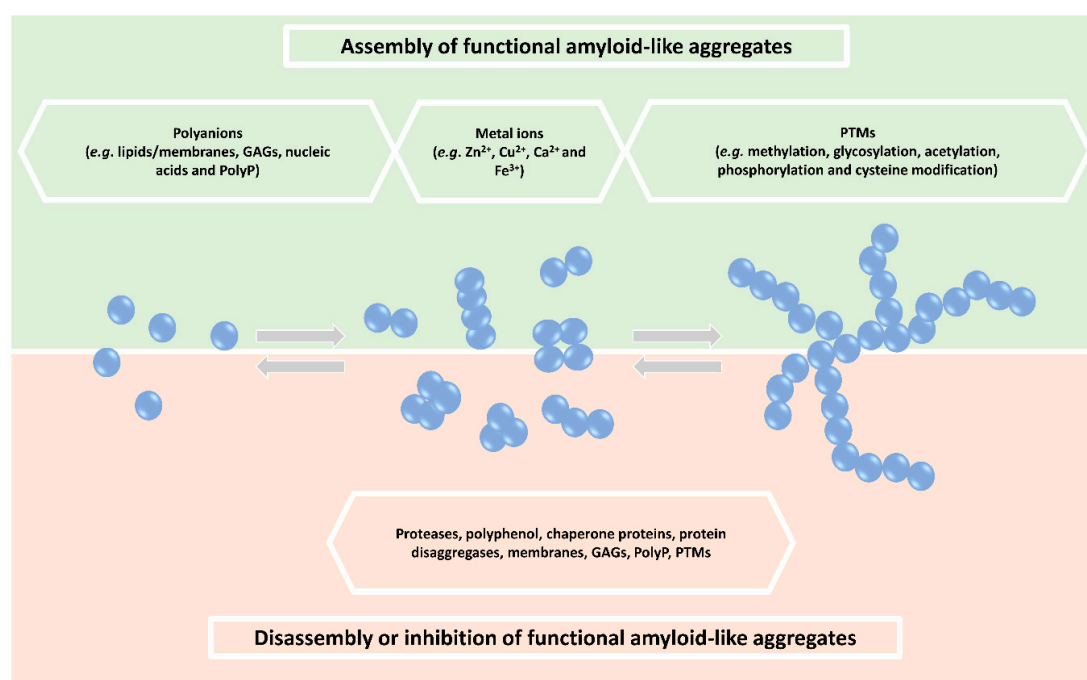 Assembly of functional amyloid-like aggregates
Polyanions
(e.g. lipids/membranes, GAGs, nucleic
acids and PolyP)
Metal ions
(e.g. Zn²⁺, Cu²⁺, Ca²⁺ and
Fe³⁺)
PTMs
(e.g. methylation, glycosylation, acetylation,
phosphorylation and cysteine modification)
Proteases, polyphenol, chaperone proteins, protein
disaggregases, membranes, GAGs, PolyP, PTMs
Disassembly or inhibition of functional amyloid-like aggregates